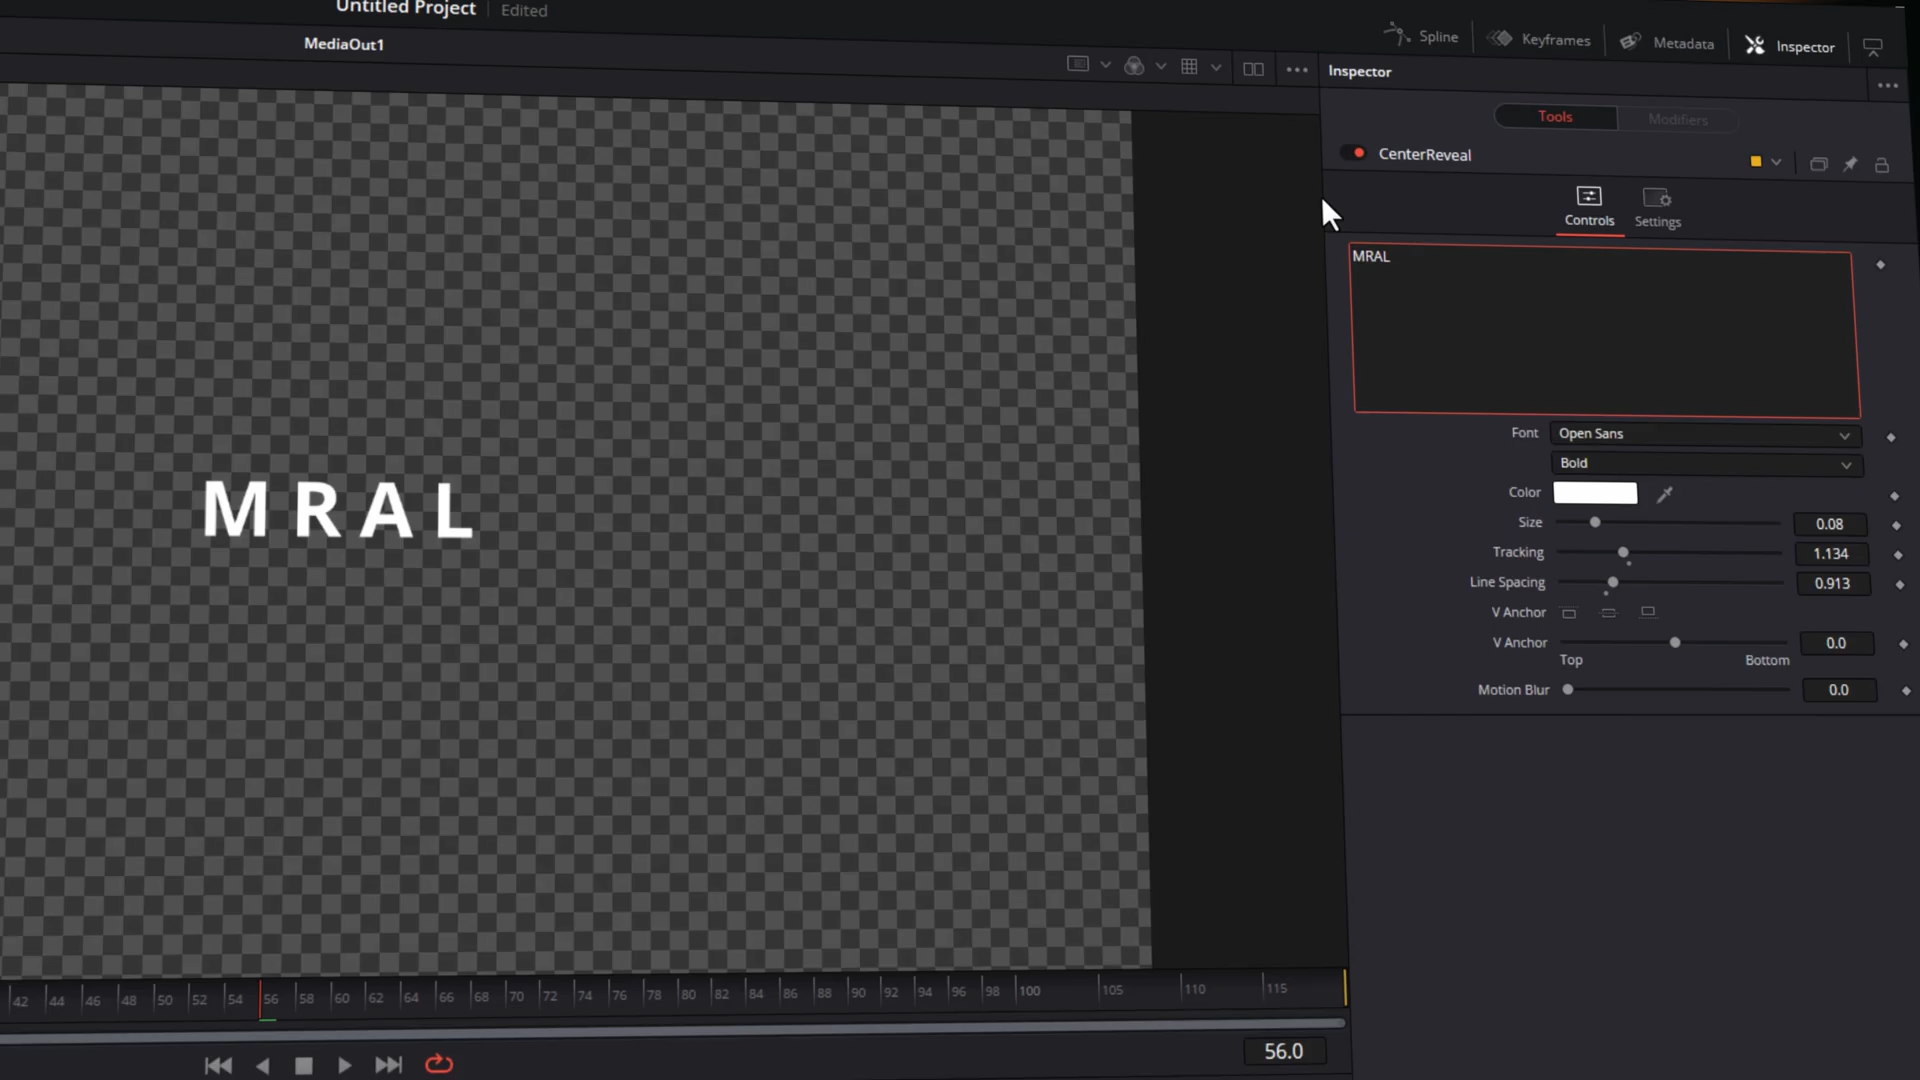 Untitled Project Edited
MediaOut1
Spline Keyframes Metadata Inspector
Inspector
Tools Modifiers
CenterReveal
Controls Settings
MRAL
Font Open Sans
Bold
Color
Size 0.08
Tracking 1.134
Line Spacing 0.913
V Anchor
V Anchor 0.0
Top Bottom
Motion Blur 0.0
MRAL
42 44 46 48 50 52 54 56 58 60 62 64 66 68 70 72 74 76 78 80 82 84 86 88 90 92 94 96 98 100 105 110 115
56.0